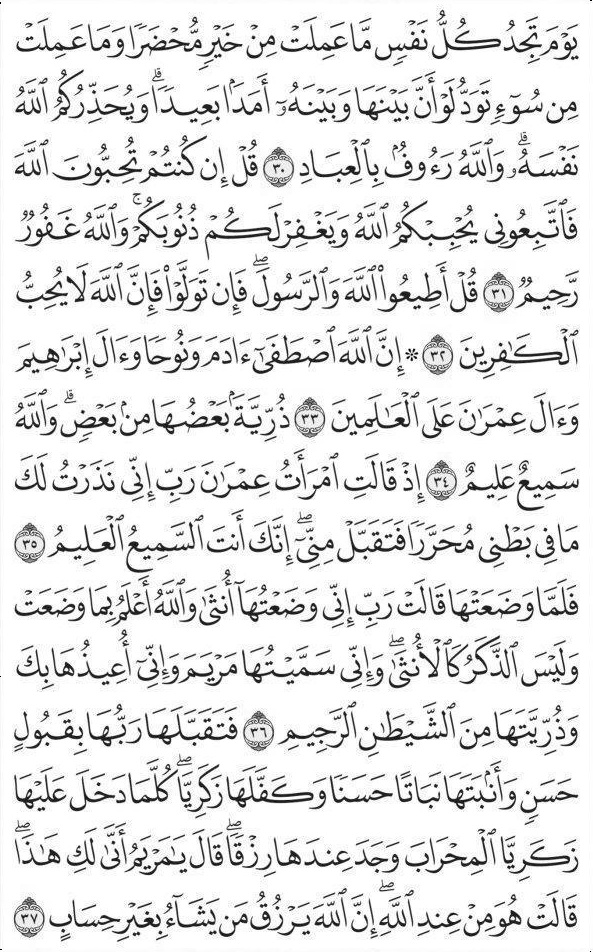 يَوۡمَ تَجِدُ كُلُّ نَفۡسٖ مَّا عَمِلَتۡ مِنۡ خَيۡرٖ مُّحۡضَرٗا وَمَا عَمِلَتۡ
مِن سُوٓءٖ تَوَدُّ لَوۡ أَنَّ بَيۡنَهَا وَبَيۡنَهُۥٓ أَمَدَۢا بَعِيدٗاۗ وَيُحَذِّرُكُمُ ٱللَّهُ
نَفۡسَهُۥۗ وَٱللَّهُ رَءُوفُۢ بِٱلۡعِبَادِ ٣٠ قُلۡ إِن كُنتُمۡ تُحِبُّونَ ٱللَّهَ
فَٱتَّبِعُونِي يُحۡبِبۡكُمُ ٱللَّهُ وَيَغۡفِرۡ لَكُمۡ ذُنُوبَكُمۡۚ وَٱللَّهُ غَفُورٞ
رَّحِيمٞ ٣١ قُلۡ أَطِيعُواْ ٱللَّهَ وَٱلرَّسُولَۖ فَإِن تَوَلَّوۡاْ فَإِنَّ ٱللَّهَ لَا يُحِبُّ
ٱلۡكَٰفِرِينَ ٣٢ * إِنَّ ٱللَّهَ ٱصۡطَفَىٰٓ ءَادَمَ وَنُوحٗا وَءَالَ إِبۡرَٰهِيمَ
وَءَالَ عِمۡرَٰنَ عَلَى ٱلۡعَٰلَمِينَ ٣٣ ذُرِّيَّةَۢ بَعۡضُهَا مِنۢ بَعۡضٖۗ وَٱللَّهُ
سَمِيعٌ عَلِيمٌ ٣٤ إِذۡ قَالَتِ ٱمۡرَأَتُ عِمۡرَٰنَ رَبِّ إِنِّي نَذَرۡتُ لَكَ
مَا فِي بَطۡنِي مُحَرَّرٗا فَتَقَبَّلۡ مِنِّيٓۖ إِنَّكَ أَنتَ ٱلسَّمِيعُ ٱلۡعَلِيمُ ٣٥
فَلَمَّا وَضَعَتۡهَا قَالَتۡ رَبِّ إِنِّي وَضَعۡتُهَآ أُنثَىٰ وَٱللَّهُ أَعۡلَمُ بِمَا وَضَعَتۡ
وَلَيۡسَ ٱلذَّكَرُ كَٱلۡأُنثَىٰۖ وَإِنِّي سَمَّيۡتُهَا مَرۡيَمَ وَإِنِّيٓ أُعِيذُهَا بِكَ
وَذُرِّيَّتَهَا مِنَ ٱلشَّيۡطَٰنِ ٱلرَّجِيمِ ٣٦ فَتَقَبَّلَهَا رَبُّهَا بِقَبُولٍ
حَسَنٖ وَأَنۢبَتَهَا نَبَاتًا حَسَنٗا وَكَفَّلَهَا زَكَرِيَّاۖ كُلَّمَا دَخَلَ عَلَيۡهَا
زَكَرِيَّا ٱلۡمِحۡرَابَ وَجَدَ عِندَهَا رِزۡقٗاۖ قَالَ يَٰمَرۡيَمُ أَنَّىٰ لَكِ هَٰذَاۖ
قَالَتۡ هُوَ مِنۡ عِندِ ٱللَّهِۖ إِنَّ ٱللَّهَ يَرۡزُقُ مَن يَشَآءُ بِغَيۡرِ حِسَابٍ ٣٧